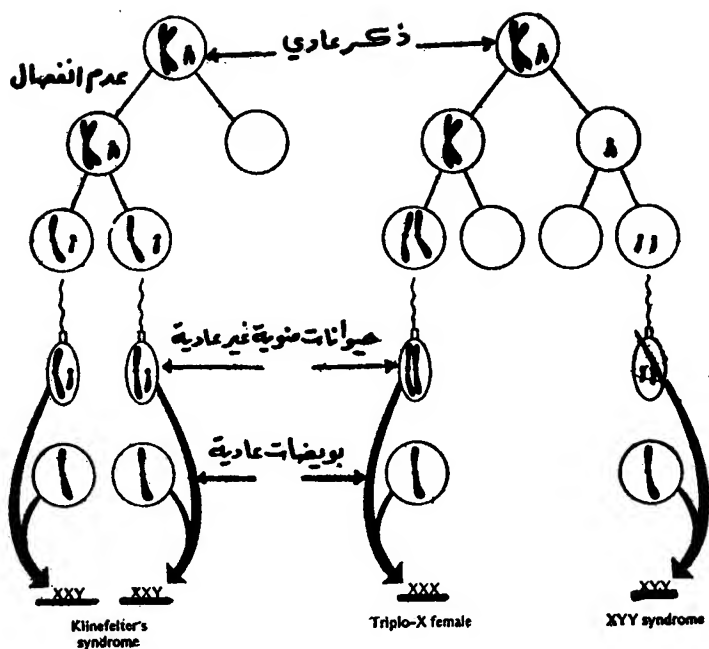 ذكر عادي
عدم انفصال
حيوانات منوية غير عادية
بويضات عادية
XXY XXY XXX XYY
Klinefelter's
syndrome
Triplo-X female
XYY syndrome